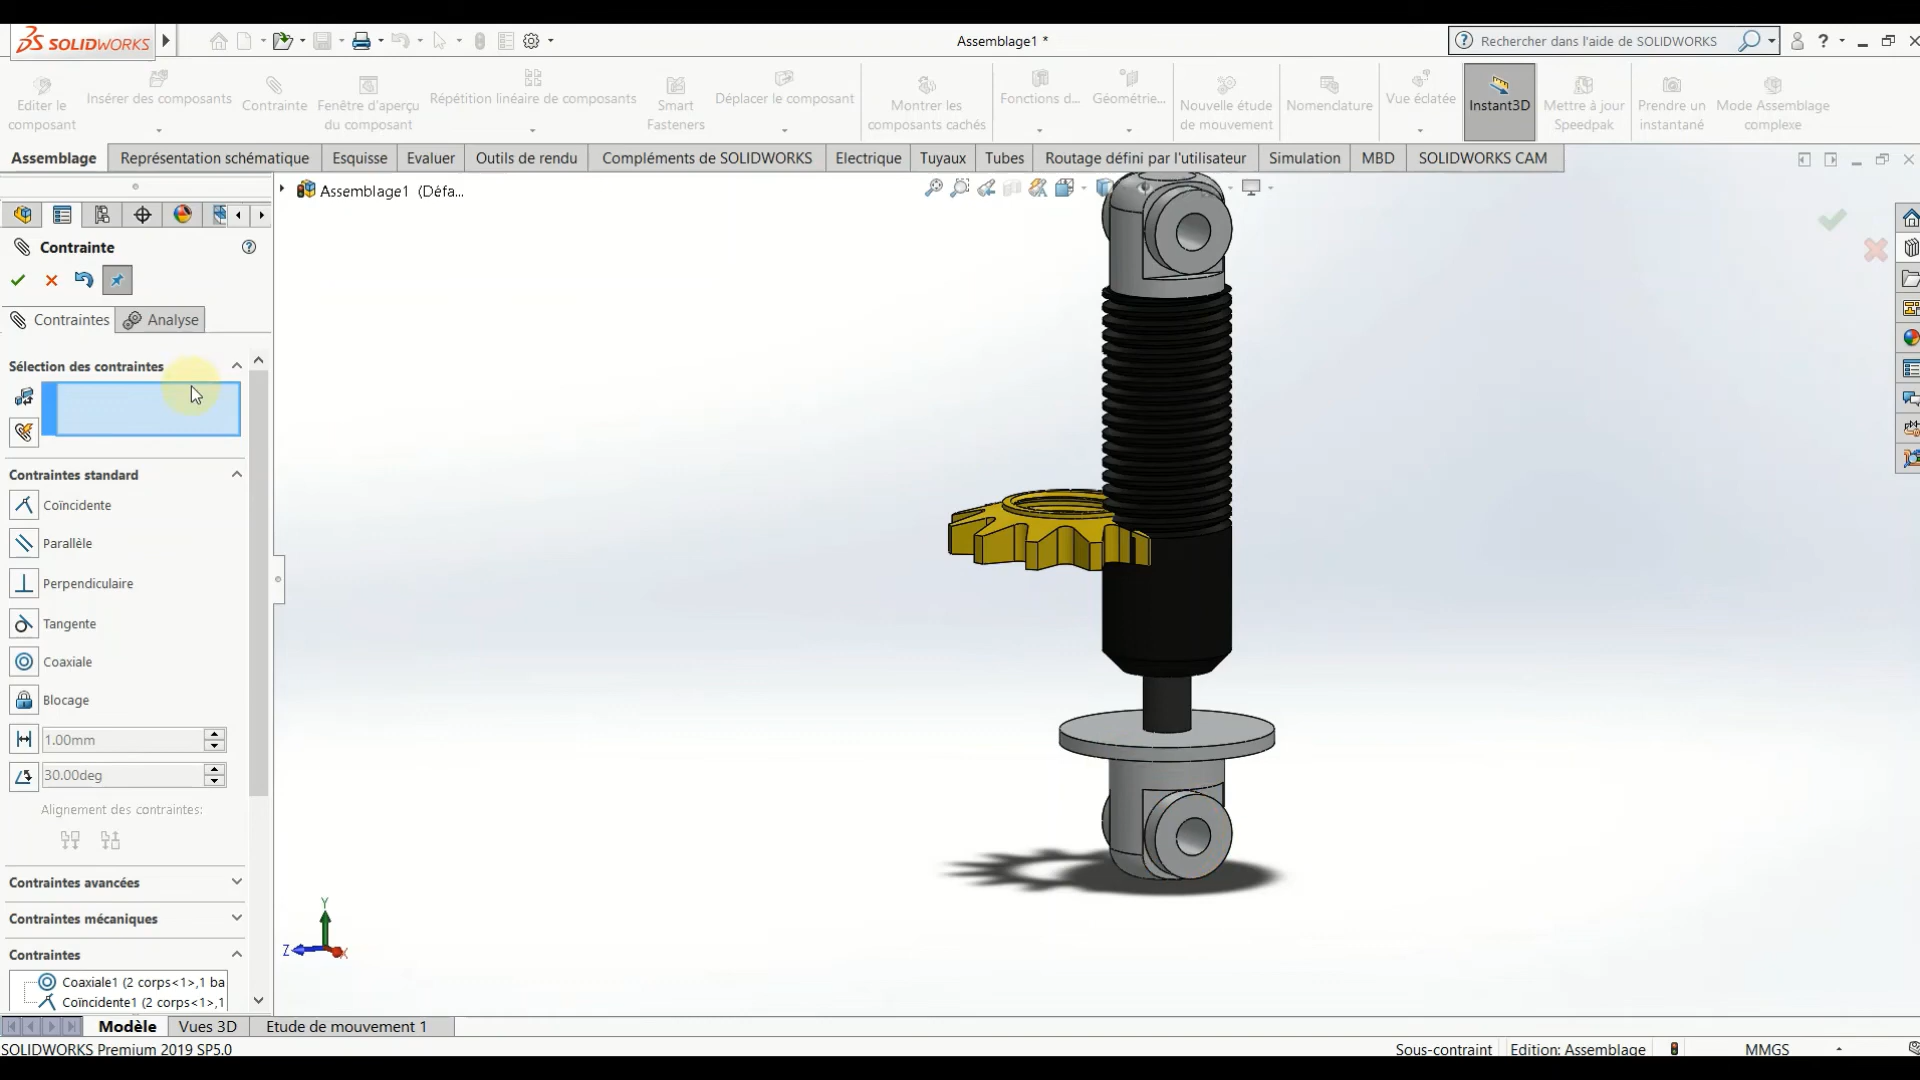 SOLIDWORKS
Assemblage1 *
Rechercher dans l'aide de SOLIDWORKS
?
Editer le
composant
Insérer des composants
Contrainte
Fenêtre d'aperçu
du composant
Répétition linéaire de composants
Smart
Fasteners
Déplacer le composant
Montrer les
composants cachés
Fonctions d...
Géométrie...
Nouvelle étude
de mouvement
Nomenclature
Vue éclatée
Instant3D
Mettre à jour
Speedpak
Prendre un
instantané
Mode Assemblage
complexe
Assemblage
Représentation schématique
Esquisse
Evaluer
Outils de rendu
Compléments de SOLIDWORKS
Electrique
Tuyaux
Tubes
Routage défini par l'utilisateur
Simulation
MBD
SOLIDWORKS CAM
Assemblage1 (Défa...
Contrainte
Contraintes
Analyse
Sélection des contraintes
Contraintes standard
Coïncidente
Parallèle
Perpendiculaire
Tangente
Coaxiale
Blocage
1.00mm
30.00deg
Alignement des contraintes:
Contraintes avancées
Contraintes mécaniques
Contraintes
Coaxiale1 (2 corps<1>,1 ba
Coïncidente1 (2 corps<1>,1
Y
Z
X
Modèle
Vues 3D
Etude de mouvement 1
SOLIDWORKS Premium 2019 SP5.0
Sous-contraint
Edition: Assemblage
MMGS